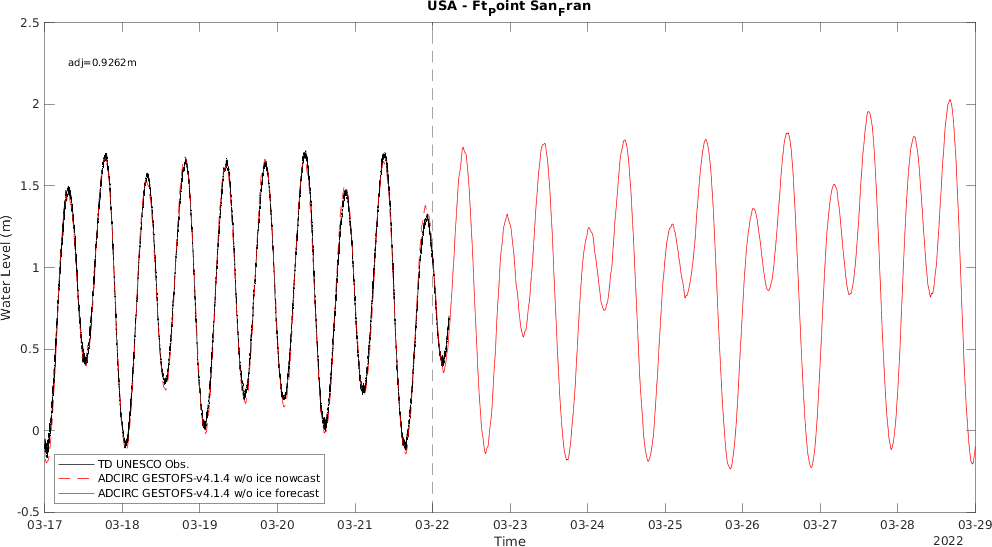 USA - FtPoint SanFran
adj=0.9262m
2.5
2
1.5
1
0.5
0
-0.5
Water Level (m)
TD UNESCO Obs.
ADCIRC GESTOFS-v4.1.4 w/o ice nowcast
ADCIRC GESTOFS-v4.1.4 w/o ice forecast
03-17 03-18 03-19 03-20 03-21 03-22 03-23 03-24 03-25 03-26 03-27 03-28 03-29
Time
2022